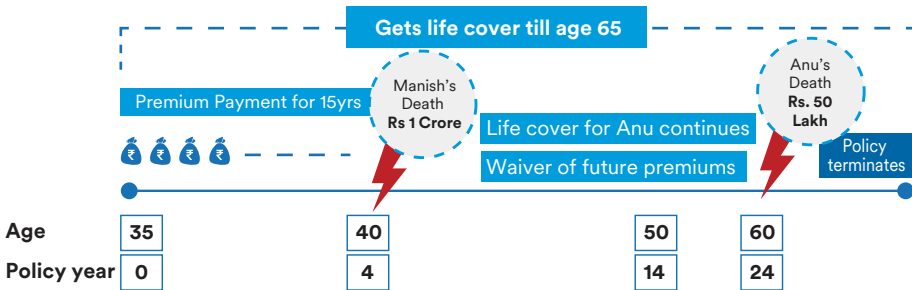 Gets life cover till age 65
Premium Payment for 15yrs
Manish's
Death
Rs 1 Crore
Anu's
Death
Rs. 50
Lakh
Life cover for Anu continues
Waiver of future premiums
Policy
terminates
₹ ₹ ₹ ₹
Age 35 40 50 60
Policy year 0 4 14 24